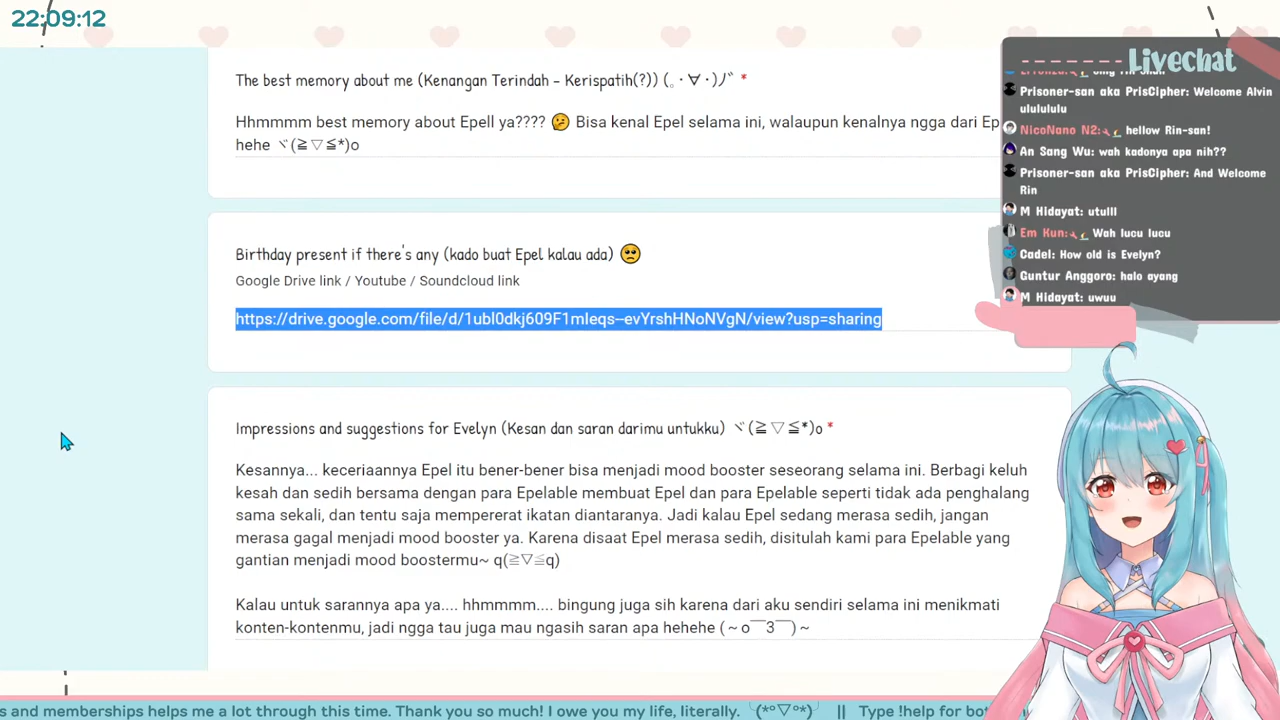 22:09:12
The best memory about me (Kenangan Terindah - Kerispatih(?)) (｡･∀･)ﾉﾞ *
Hhmmmm best memory about Epell ya???? 🤔 Bisa kenal Epel selama ini, walaupun kenalnya ngga dari Ep
hehe ヾ(≧▽≦*)o
Birthday present if there's any (kado buat Epel kalau ada) 🥺
Google Drive link / Youtube / Soundcloud link
https://drive.google.com/file/d/1ubl0dkj609F1mIeqs--evYrshHNoNVgN/view?usp=sharing
Impressions and suggestions for Evelyn (Kesan dan saran darimu untukku) ヾ(≧▽≦*)o *
Kesannya... keceriaannya Epel itu bener-bener bisa menjadi mood booster seseorang selama ini. Berbagi keluh
kesah dan sedih bersama dengan para Epelable membuat Epel dan para Epelable seperti tidak ada penghalang
sama sekali, dan tentu saja mempererat ikatan diantaranya. Jadi kalau Epel sedang merasa sedih, jangan
merasa gagal menjadi mood booster ya. Karena disaat Epel merasa sedih, disitulah kami para Epelable yang
gantian menjadi mood boostermu~ q(≧▽≦q)
Kalau untuk sarannya apa ya.... hhmmmm.... bingung juga sih karena dari aku sendiri selama ini menikmati
konten-kontenmu, jadi ngga tau juga mau ngasih saran apa hehehe (～o￣3￣)～
Livechat
Prisoner-san aka PrisCipher: Welcome Alvin
ulululululu
NicoNano N2: hellow Rin-san!
An Sang Wu: wah kadonya apa nih??
Prisoner-san aka PrisCipher: And Welcome
Rin
M Hidayat: utulll
Em Kun: Wah lucu lucu
Cadel: How old is Evelyn?
Guntur Anggoro: halo ayang
M Hidayat: uwuu
s and memberships helps me a lot through this time. Thank you so much! I owe you my life, literally. ╰(*°▽°*)╯ || Type !help for bot